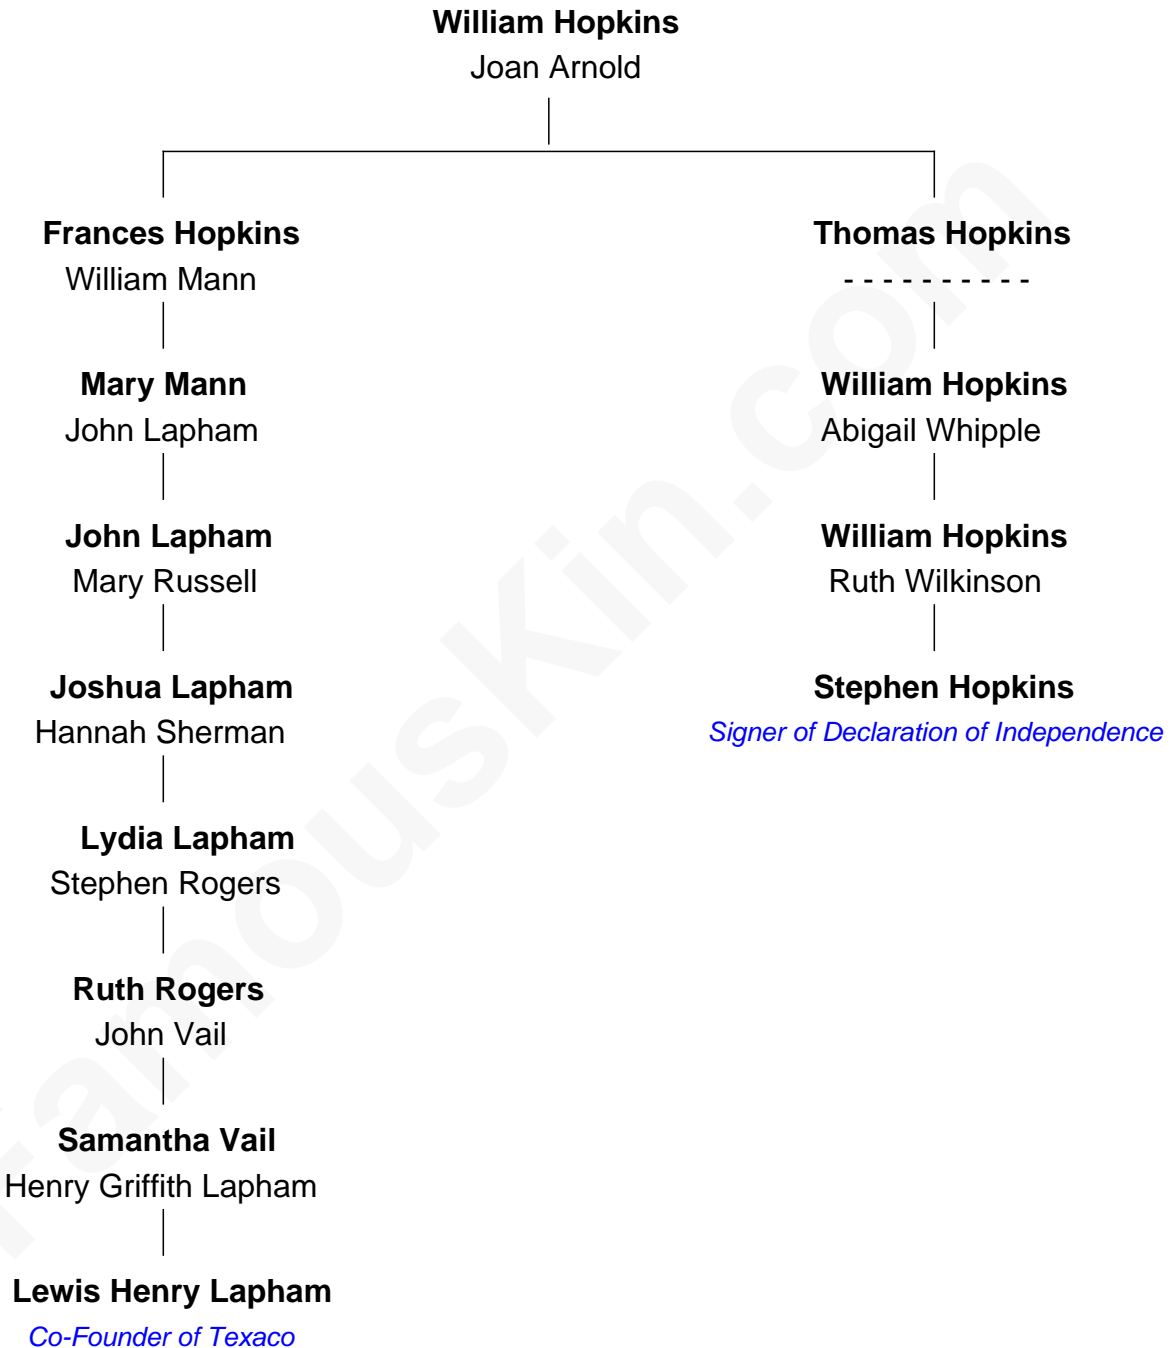 William Hopkins
Joan Arnold
Frances Hopkins
William Mann
Thomas Hopkins
- - - - - - - - - -
Mary Mann
John Lapham
William Hopkins
Abigail Whipple
John Lapham
Mary Russell
William Hopkins
Ruth Wilkinson
Joshua Lapham
Hannah Sherman
Stephen Hopkins
Signer of Declaration of Independence
Lydia Lapham
Stephen Rogers
Ruth Rogers
John Vail
Samantha Vail
Henry Griffith Lapham
Lewis Henry Lapham
Co-Founder of Texaco
FamousKin.com